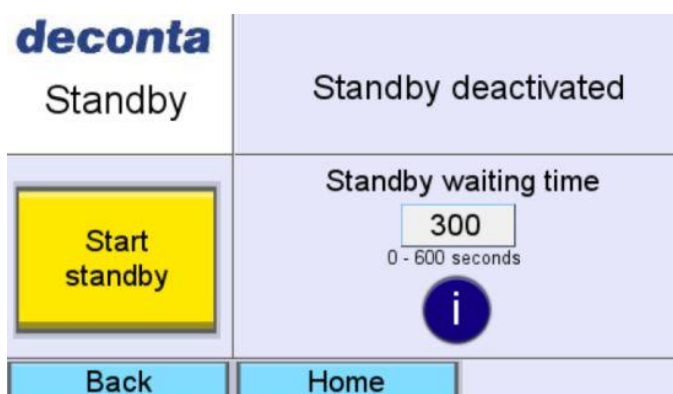 deconta
Standby
Standby deactivated
Start
standby
Standby waiting time
300
0 - 600 seconds
i
Back
Home